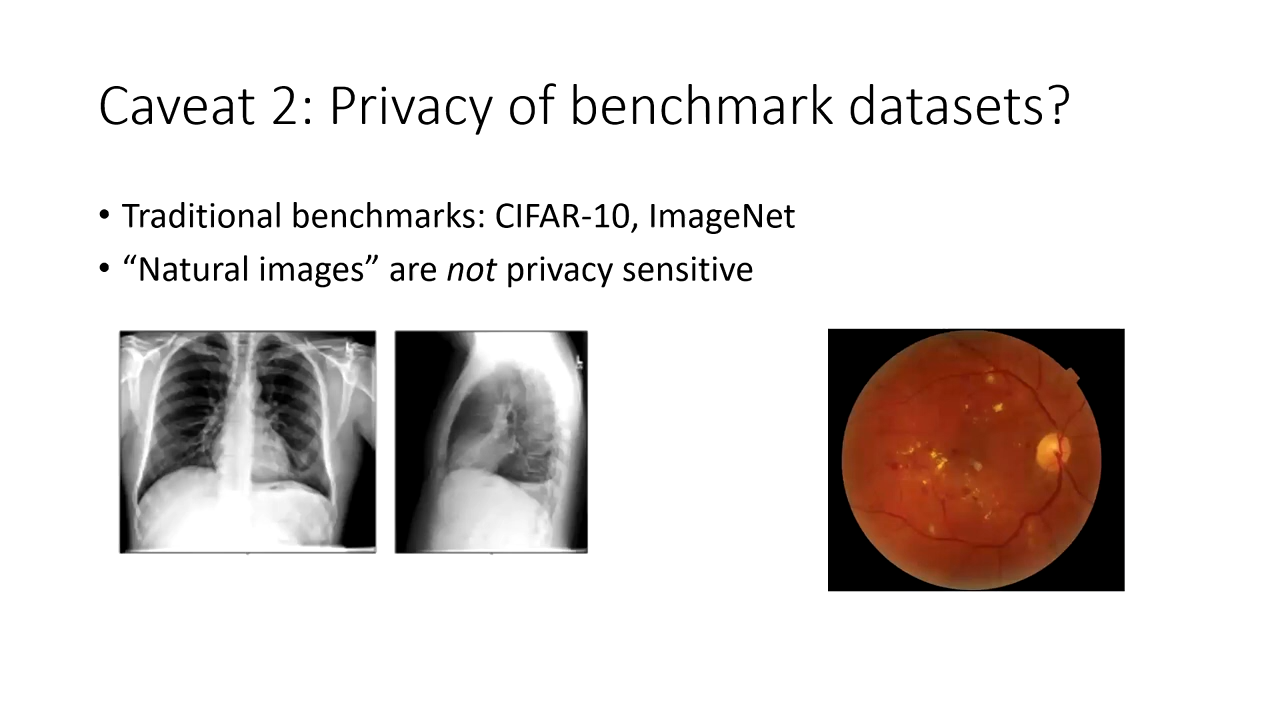 Caveat 2: Privacy of benchmark datasets?
• Traditional benchmarks: CIFAR-10, ImageNet
• “Natural images” are not privacy sensitive